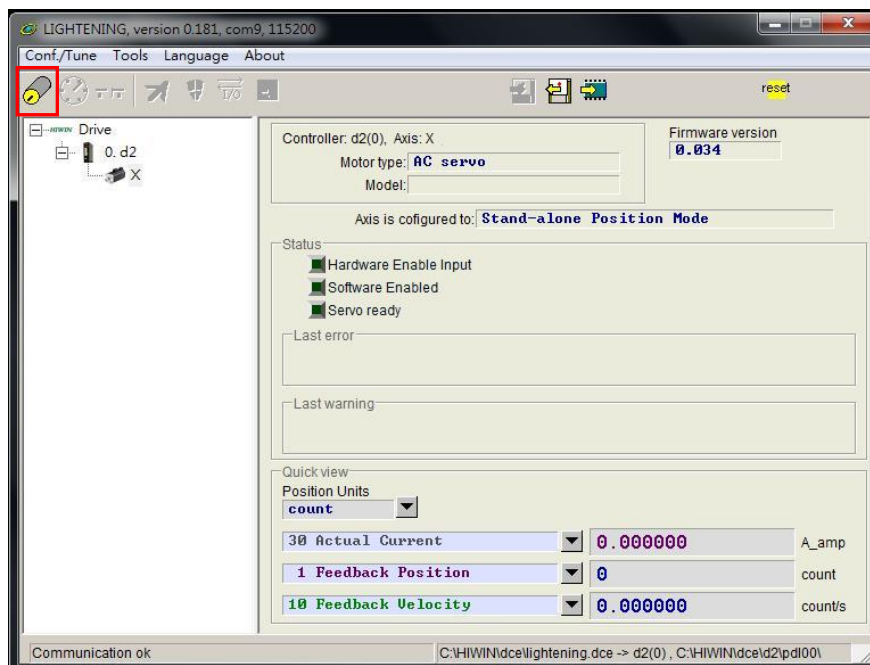 LIGHTENING, version 0.181, com9, 115200
Conf./Tune Tools Language About
I/O
reset
HIWIN Drive
0. d2
X
Controller: d2(0), Axis: X
Motor type: AC servo
Model:
Firmware version
0.034
Axis is cofigured to: Stand-alone Position Mode
Status
Hardware Enable Input
Software Enabled
Servo ready
Last error
Last warning
Quick view
Position Units
count
30 Actual Current 0.000000 A_amp
1 Feedback Position 0 count
10 Feedback Velocity 0.000000 count/s
Communication ok C:\HIWIN\dce\lightening.dce -> d2(0) , C:\HIWIN\dce\d2\pdl00\